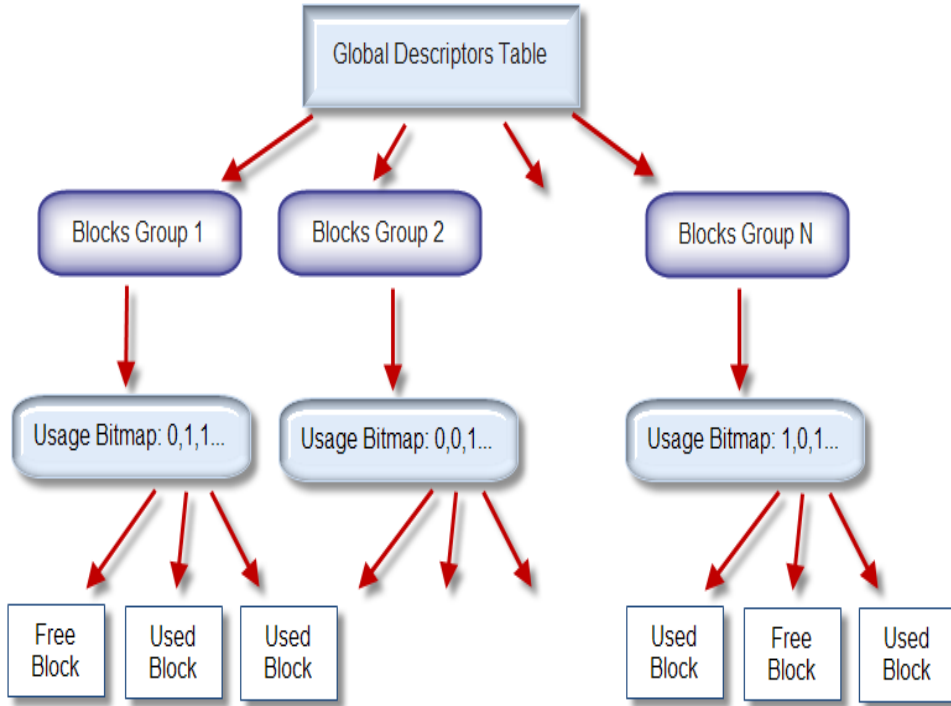 Global Descriptors Table
Blocks Group 1
Blocks Group 2
Blocks Group N
Usage Bitmap: 0,1,1...
Usage Bitmap: 0,0,1...
Usage Bitmap: 1,0,1...
Free
Block
Used
Block
Used
Block
Used
Block
Free
Block
Used
Block